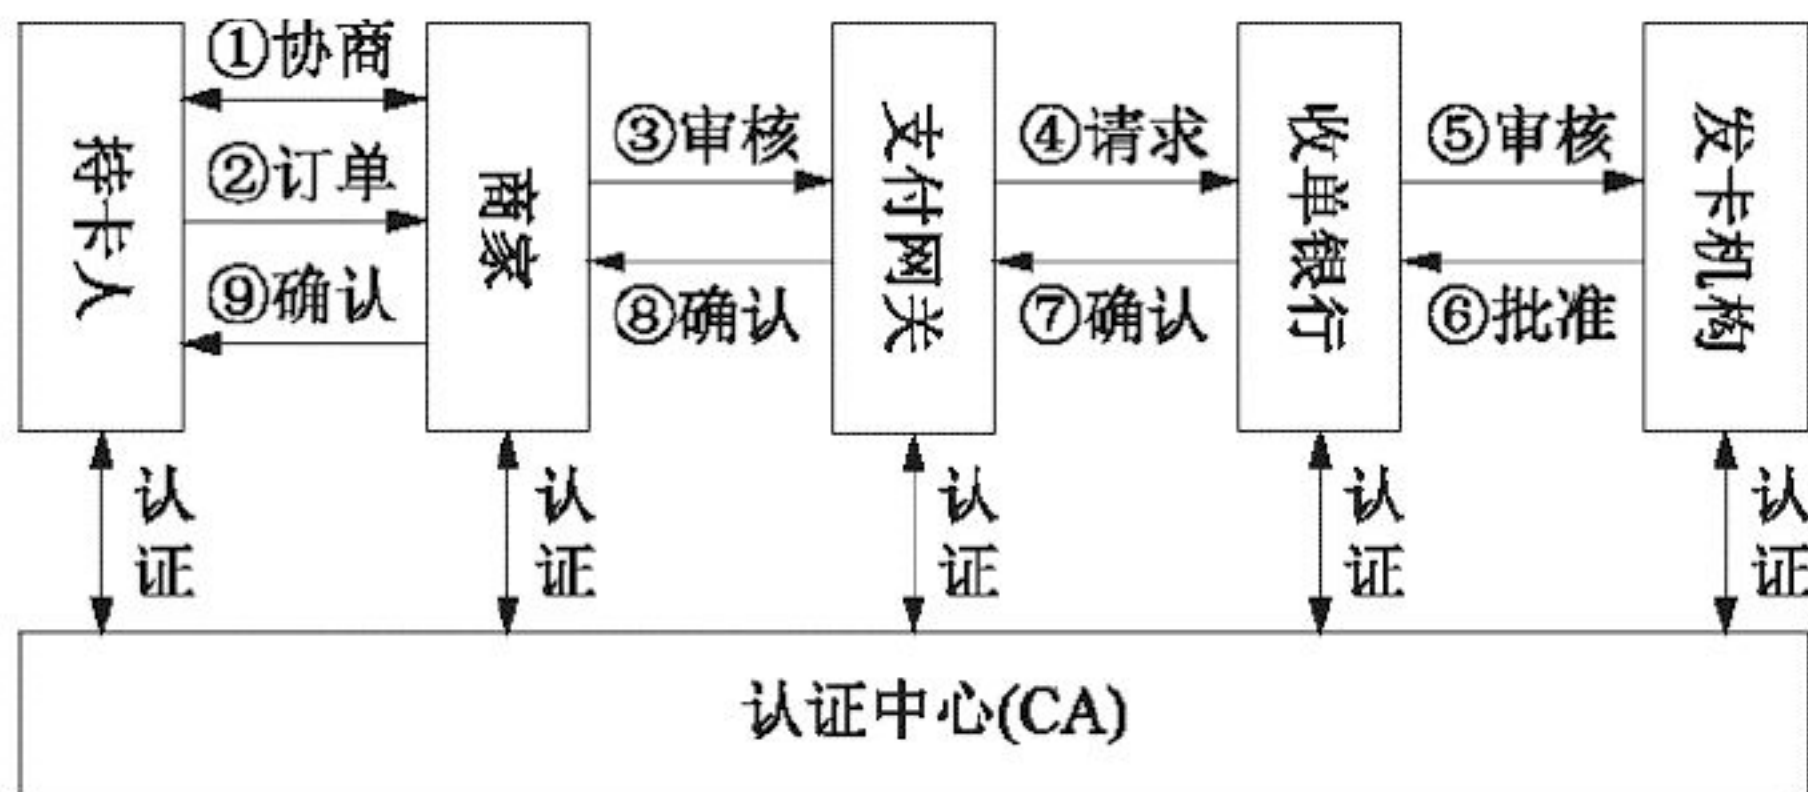 ①协商
③审核
④请求
⑤审核
②订单
⑨确认
⑧确认
⑦确认
⑥批准
持卡人
商家
支付网关
收单银行
发卡机构
认证
认证
认证
认证
认证
认证中心(CA)